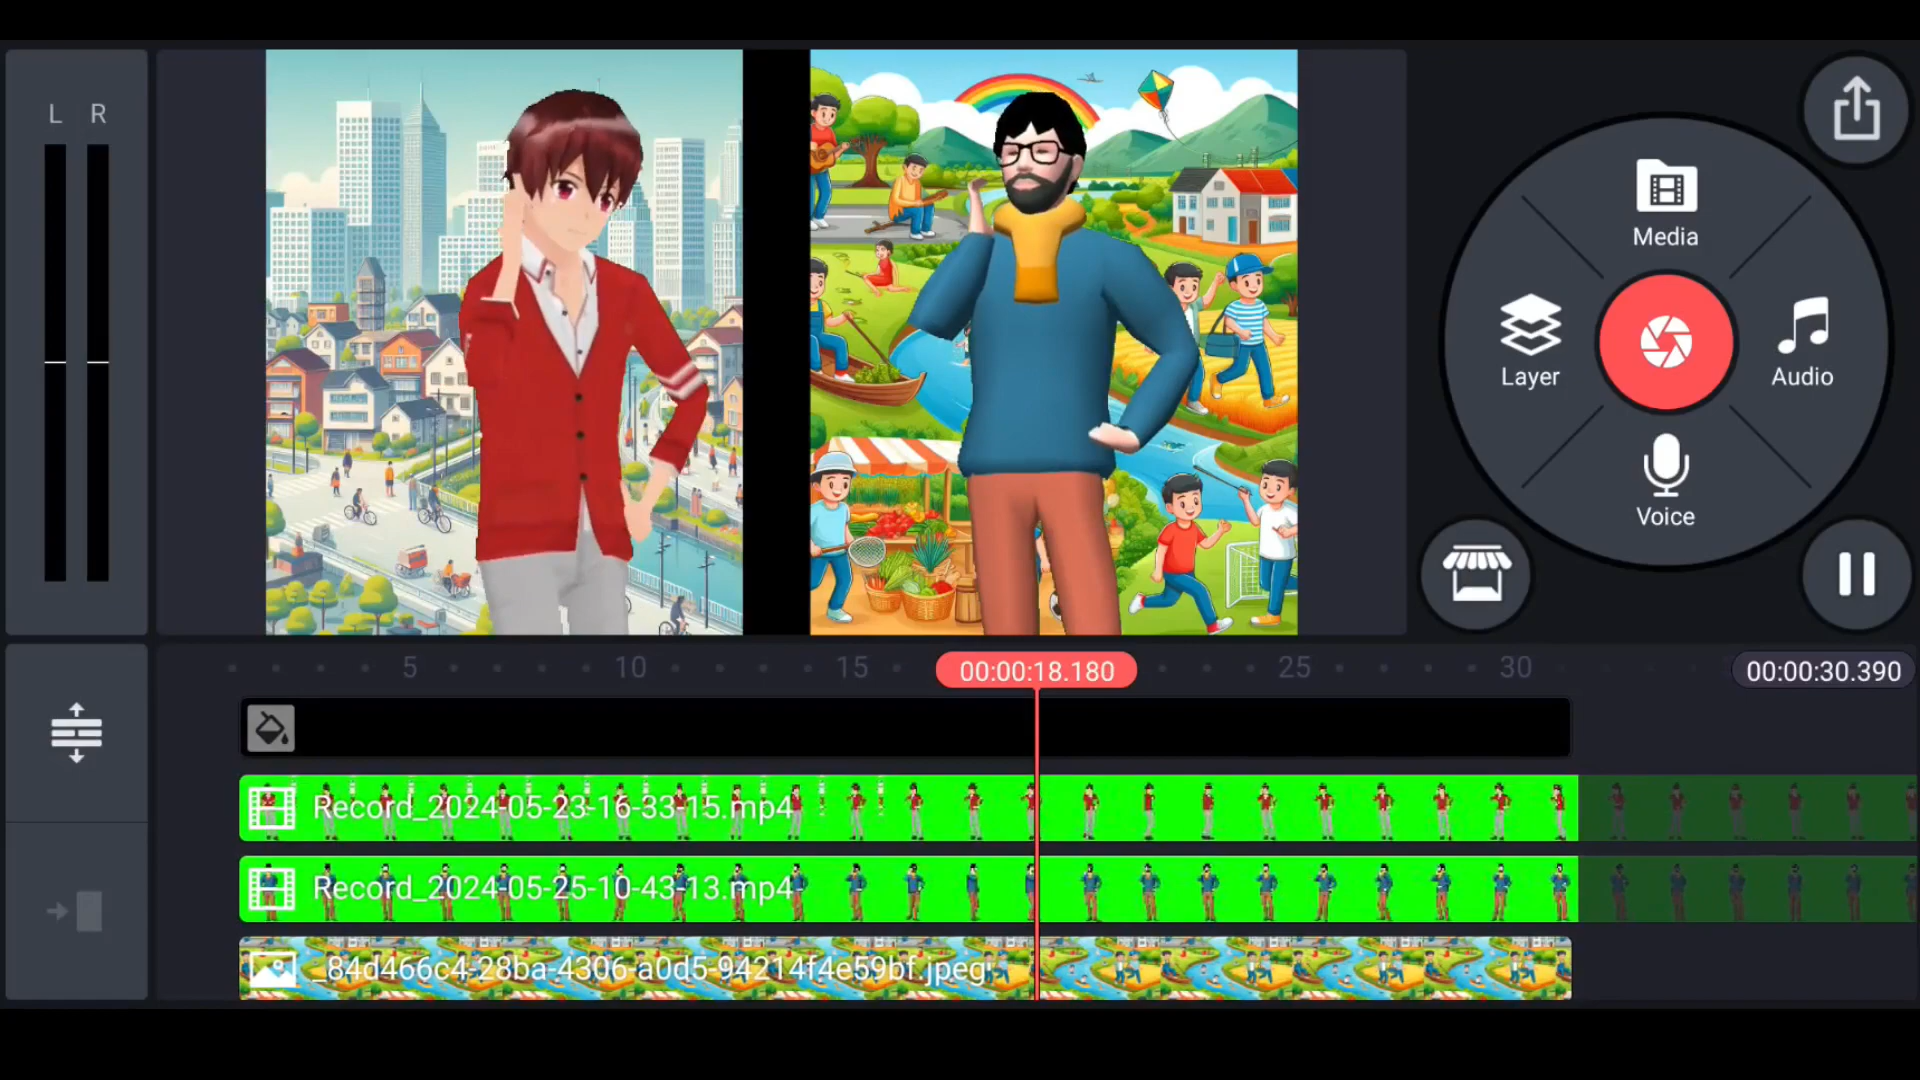 L R
Media
Layer
Audio
Voice
5 10 15 00:00:18.180 25 30 00:00:30.390
Record_2024-05-23-16-33-15.mp4
Record_2024-05-25-10-43-13.mp4
_84d466c4-28ba-4306-a0d5-94214f4e59bf.jpeg